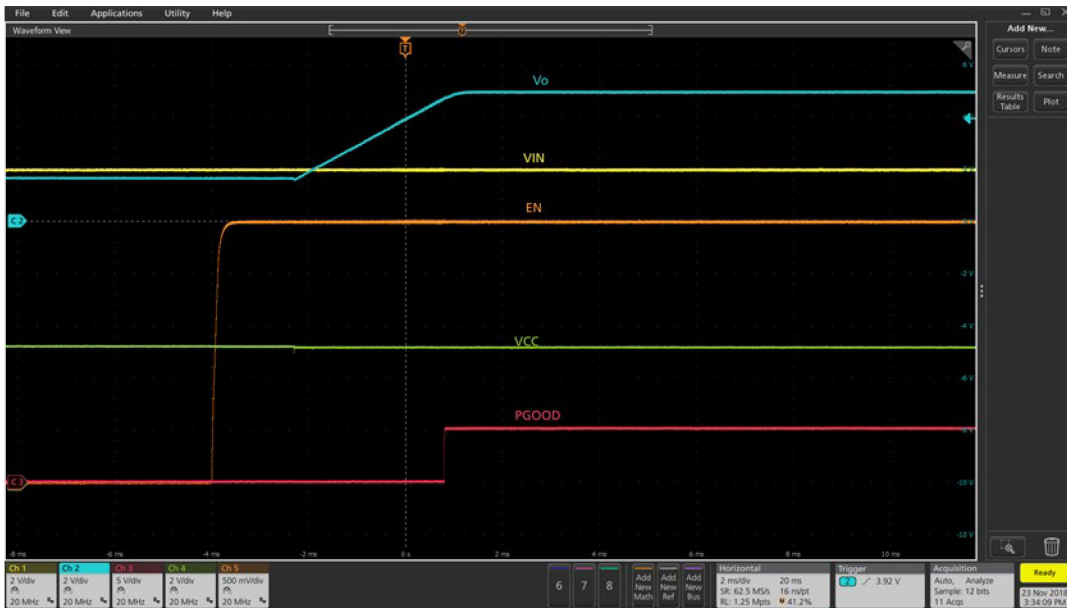 File Edit Applications Utility Help
Waveform View
Add New...
Cursors Note
Measure Search
Results Table Plot
T
T
6 V
Vo
VIN
C 2
EN
-2 V
-4 V
VCC
-6 V
PGOOD
-8 V
C 3
-10 V
-12 V
-8 ms -6 ms -4 ms -2 ms 0 s 2 ms 4 ms 6 ms 8 ms 10 ms
Ch 1
2 V/div
20 MHz
Ch 2
2 V/div
20 MHz
Ch 3
5 V/div
20 MHz
Ch 4
2 V/div
20 MHz
Ch 5
500 mV/div
20 MHz
6 7 8
Add New Math
Add New Ref
Add New Bus
Horizontal
2 ms/div 20 ms
SR: 62.5 MS/s 16 ns/pt
RL: 1.25 Mpts 41.2%
Trigger
2 3.92 V
Acquisition
Auto, Analyze
Sample: 12 bits
11 Acqs
Ready
23 Nov 2018
3:34:09 PM